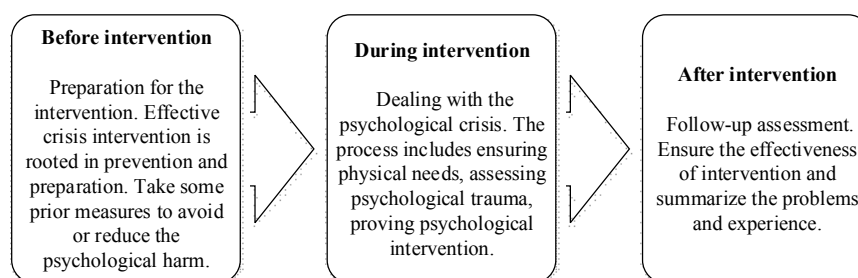 Before intervention
Preparation for the
intervention. Effective
crisis intervention is
rooted in prevention and
preparation. Take some
prior measures to avoid
or reduce the
psychological harm.
During intervention
Dealing with the
psychological crisis. The
process includes ensuring
physical needs, assessing
psychological trauma,
proving psychological
intervention.
After intervention
Follow-up assessment.
Ensure the effectiveness
of intervention and
summarize the problems
and experience.